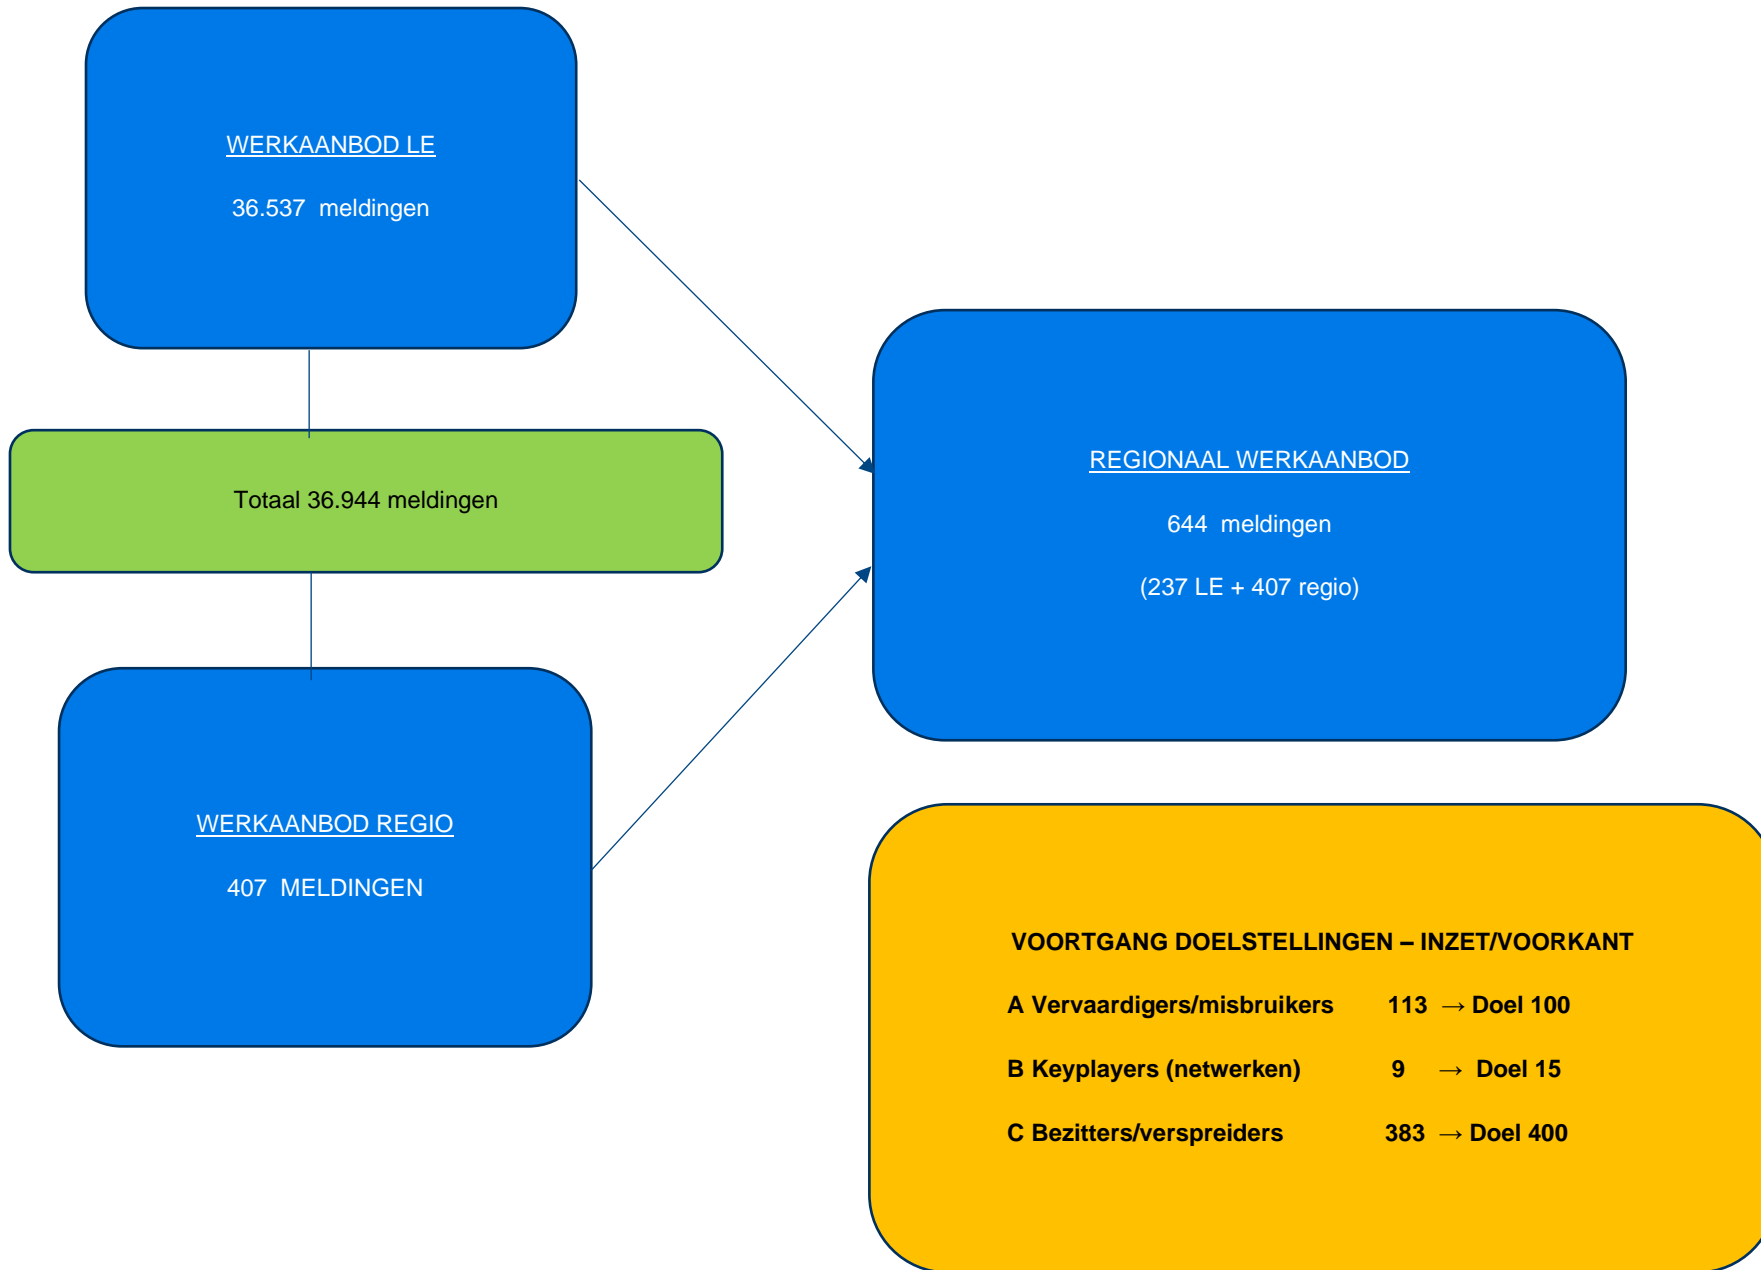 WERKAANBOD LE
36.537 meldingen
Totaal 36.944 meldingen
WERKAANBOD REGIO
407 MELDINGEN
REGIONAAL WERKAANBOD
644 meldingen
(237 LE + 407 regio)
VOORTGANG DOELSTELLINGEN – INZET/VOORKANT
A Vervaardigers/misbruikers 113 → Doel 100
B Keyplayers (netwerken) 9 → Doel 15
C Bezitters/verspreiders 383 → Doel 400